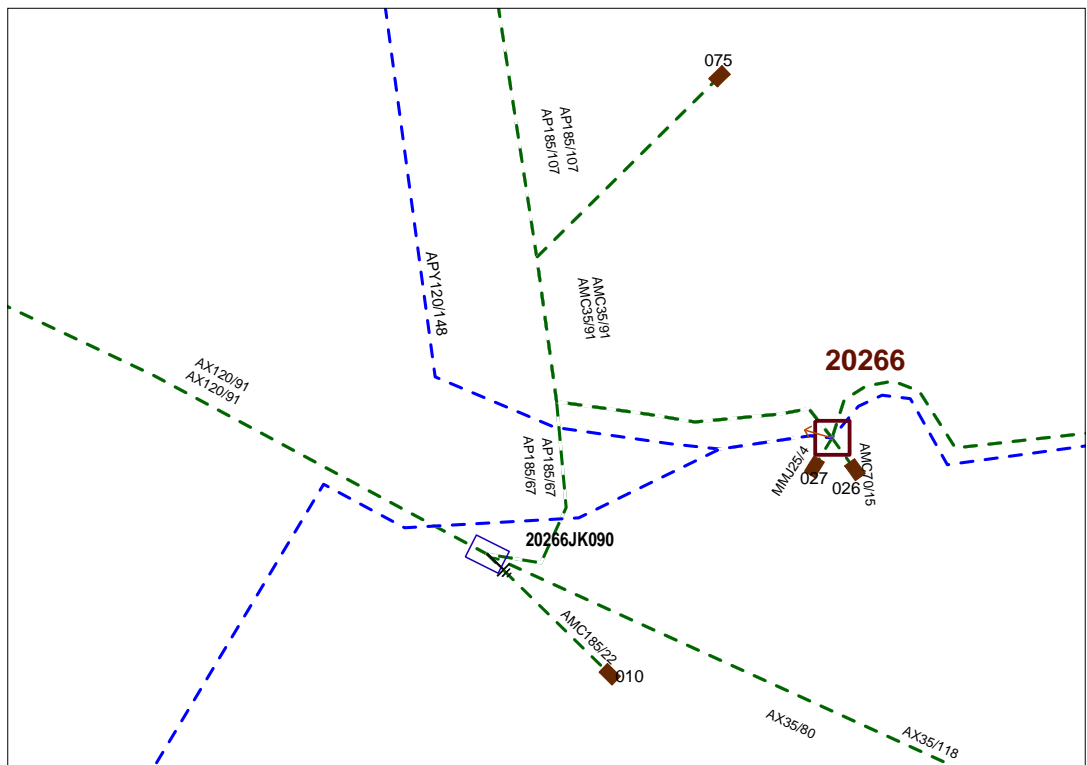 075
AP185/107
AP185/107
APY120/148
AMC35/91
AMC35/91
AX120/91
AX120/91
20266
AP185/67
AP185/67
MMJ25/4
027
026
AMC70/15
20266JK090
AMC185/22
010
AX35/80
AX35/118